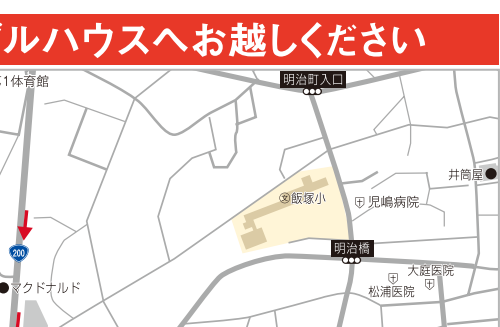 ルハウスへお越しください
1体育館
明治町入口
井筒屋
飯塚小
児嶋病院
明治橋
200
大庭医院
マクドナルド
松浦医院